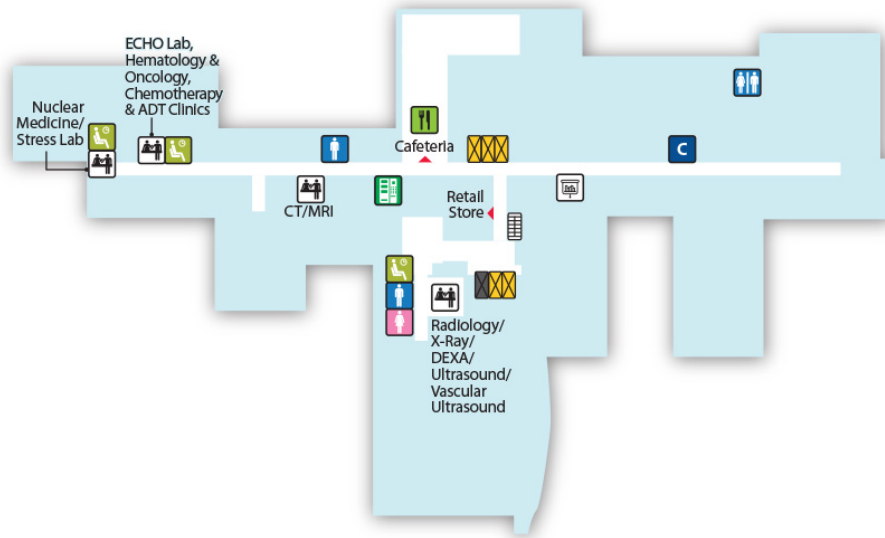 ECHO Lab,
Hematology &
Oncology,
Chemotherapy
& ADT Clinics
Nuclear
Medicine/
Stress Lab
Cafeteria
C
CT/MRI
Retail
Store
Radiology/
X-Ray/
DEXA/
Ultrasound/
Vascular
Ultrasound